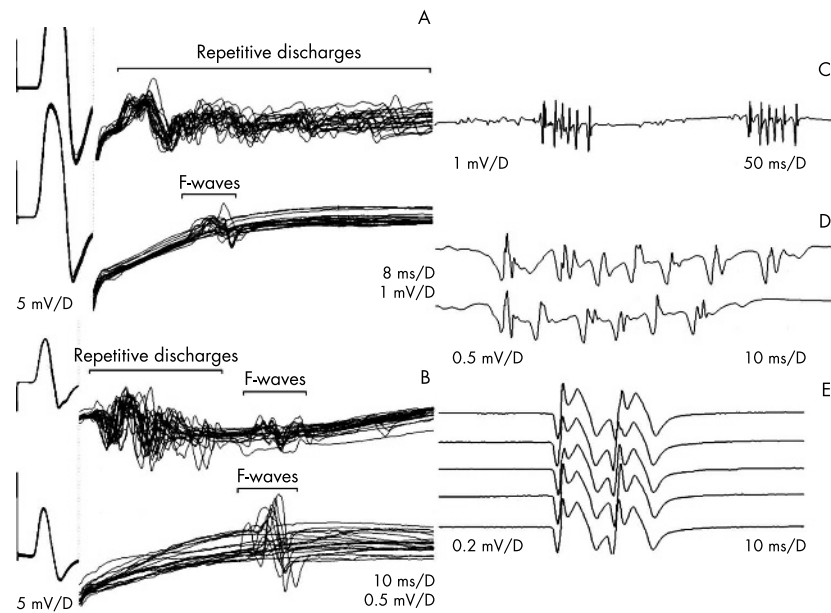 A
Repetitive discharges
F-waves
5 mV/D
8 ms/D
1 mV/D
Repetitive discharges
B
F-waves
F-waves
5 mV/D
10 ms/D
0.5 mV/D
C
1 mV/D
50 ms/D
D
0.5 mV/D
10 ms/D
E
0.2 mV/D
10 ms/D